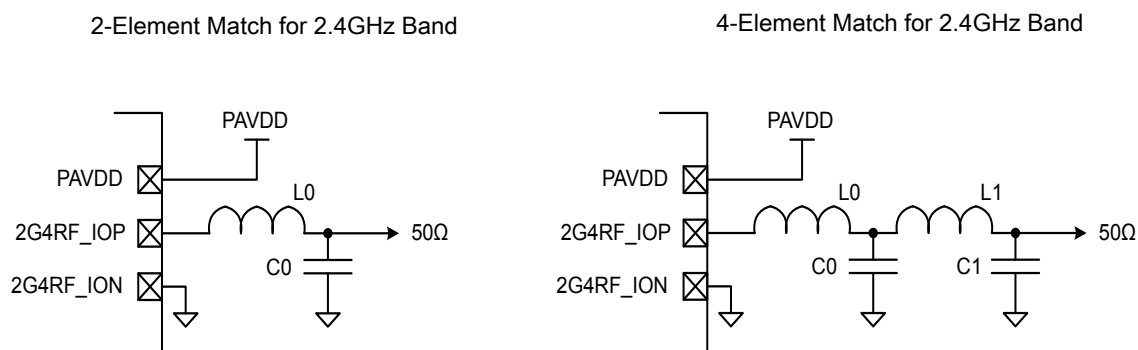 2-Element Match for 2.4GHz Band
PAVDD
PAVDD
L0
2G4RF_IOP
50Ω
C0
2G4RF_ION
4-Element Match for 2.4GHz Band
PAVDD
PAVDD
L0
L1
2G4RF_IOP
50Ω
C0
C1
2G4RF_ION